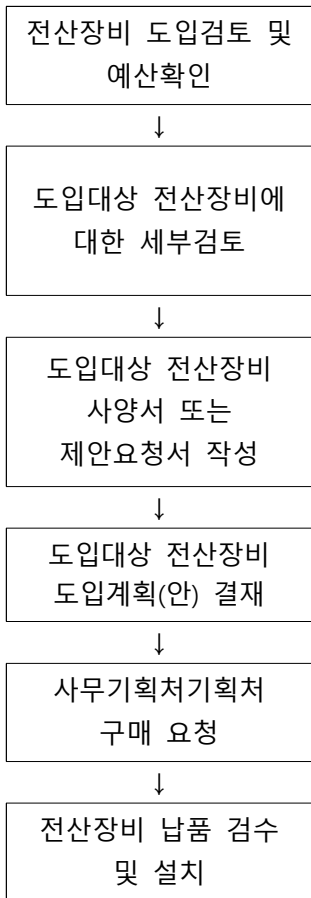 전산장비 도입검토 및
예산확인
↓
도입대상 전산장비에
대한 세부검토
↓
도입대상 전산장비
사양서 또는
제안요청서 작성
↓
도입대상 전산장비
도입계획(안) 결재
↓
사무기획처기획처
구매 요청
↓
전산장비 납품 검수
및 설치